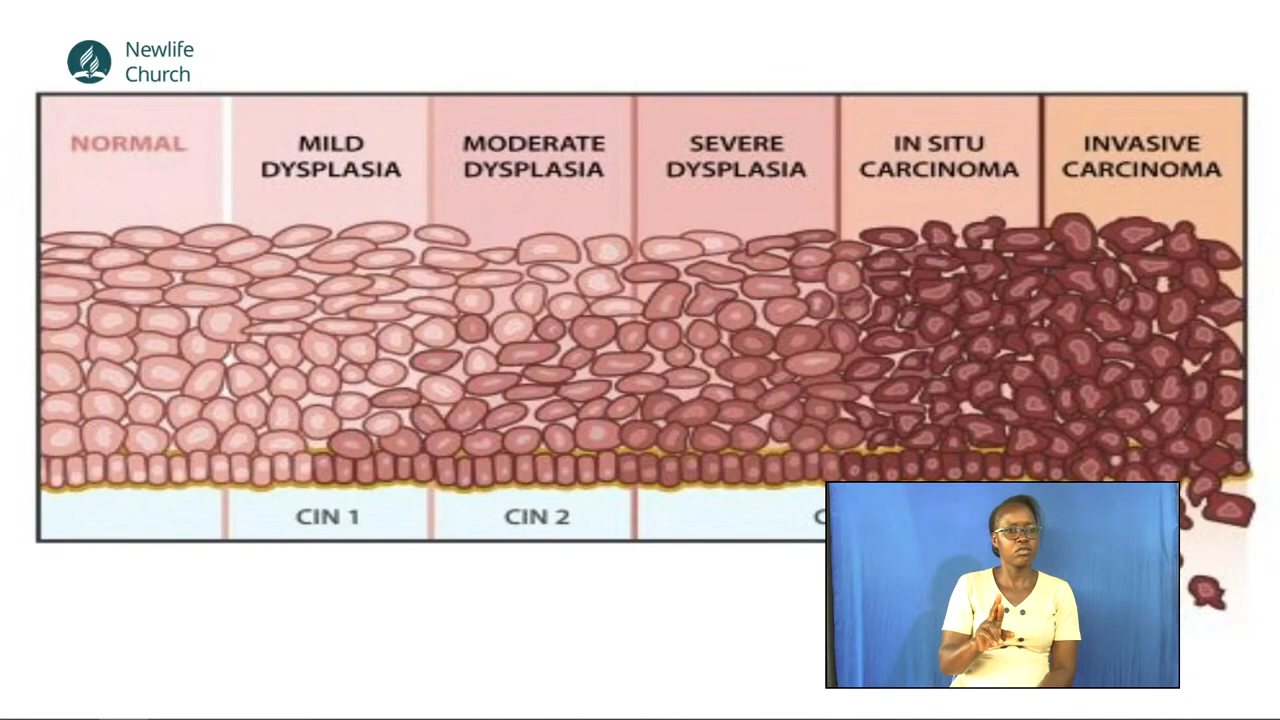 Newlife
Church
NORMAL
MILD
DYSPLASIA
MODERATE
DYSPLASIA
SEVERE
DYSPLASIA
IN SITU
CARCINOMA
INVASIVE
CARCINOMA
CIN 1
CIN 2